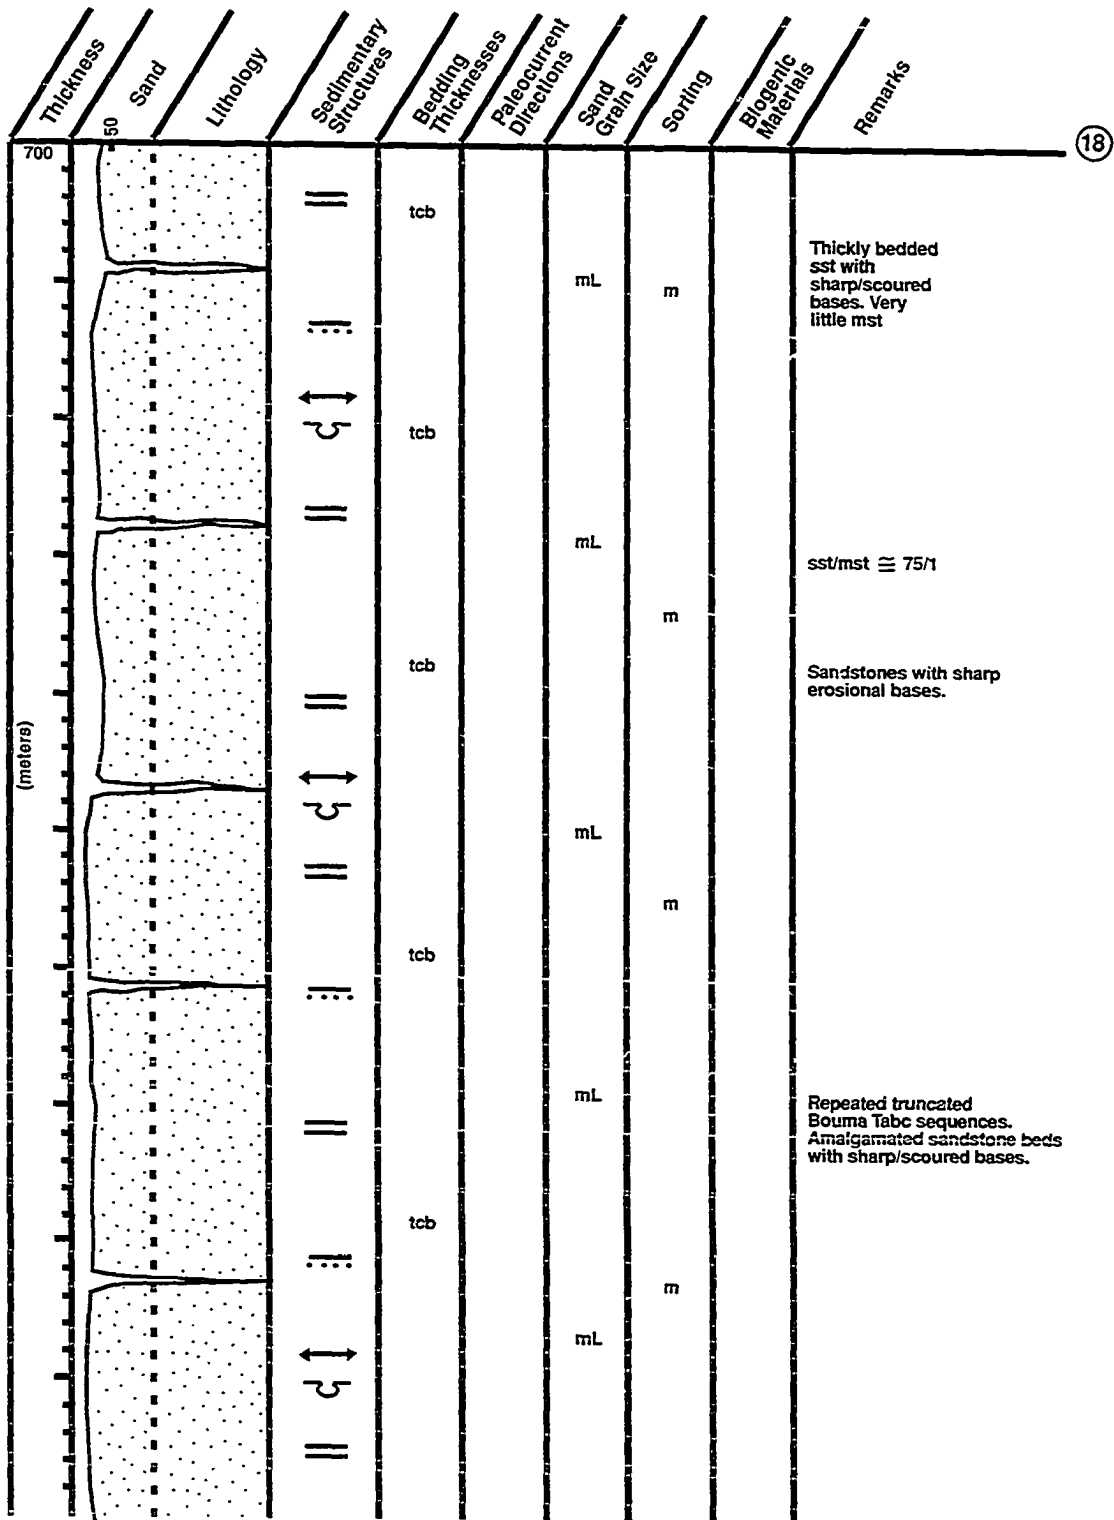 Thickness
Sand
Lithology
Sedimentary
Structures
Bedding
Thicknesses
Paleocurrent
Directions
Sand
Grain Size
Sorting
Biogenic
Materials
Remarks
18
50
700
tcb
Thickly bedded
sst with
sharp/scoured
bases. Very
little mst
mL
m
tcb
mL
sst/mst ≅ 75/1
m
tcb
Sandstones with sharp
erosional bases.
(meters)
mL
m
tcb
mL
Repeated truncated
Bouma Tabc sequences.
Amalgamated sandstone beds
with sharp/scoured bases.
tcb
m
mL